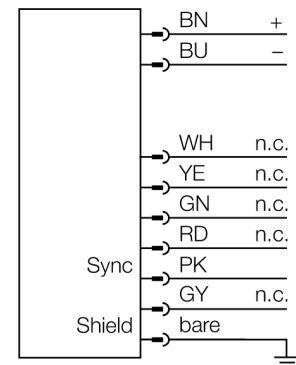 BN +
BU –
WH n.c.
YE n.c.
GN n.c.
RD n.c.
Sync PK
GY n.c.
Shield bare